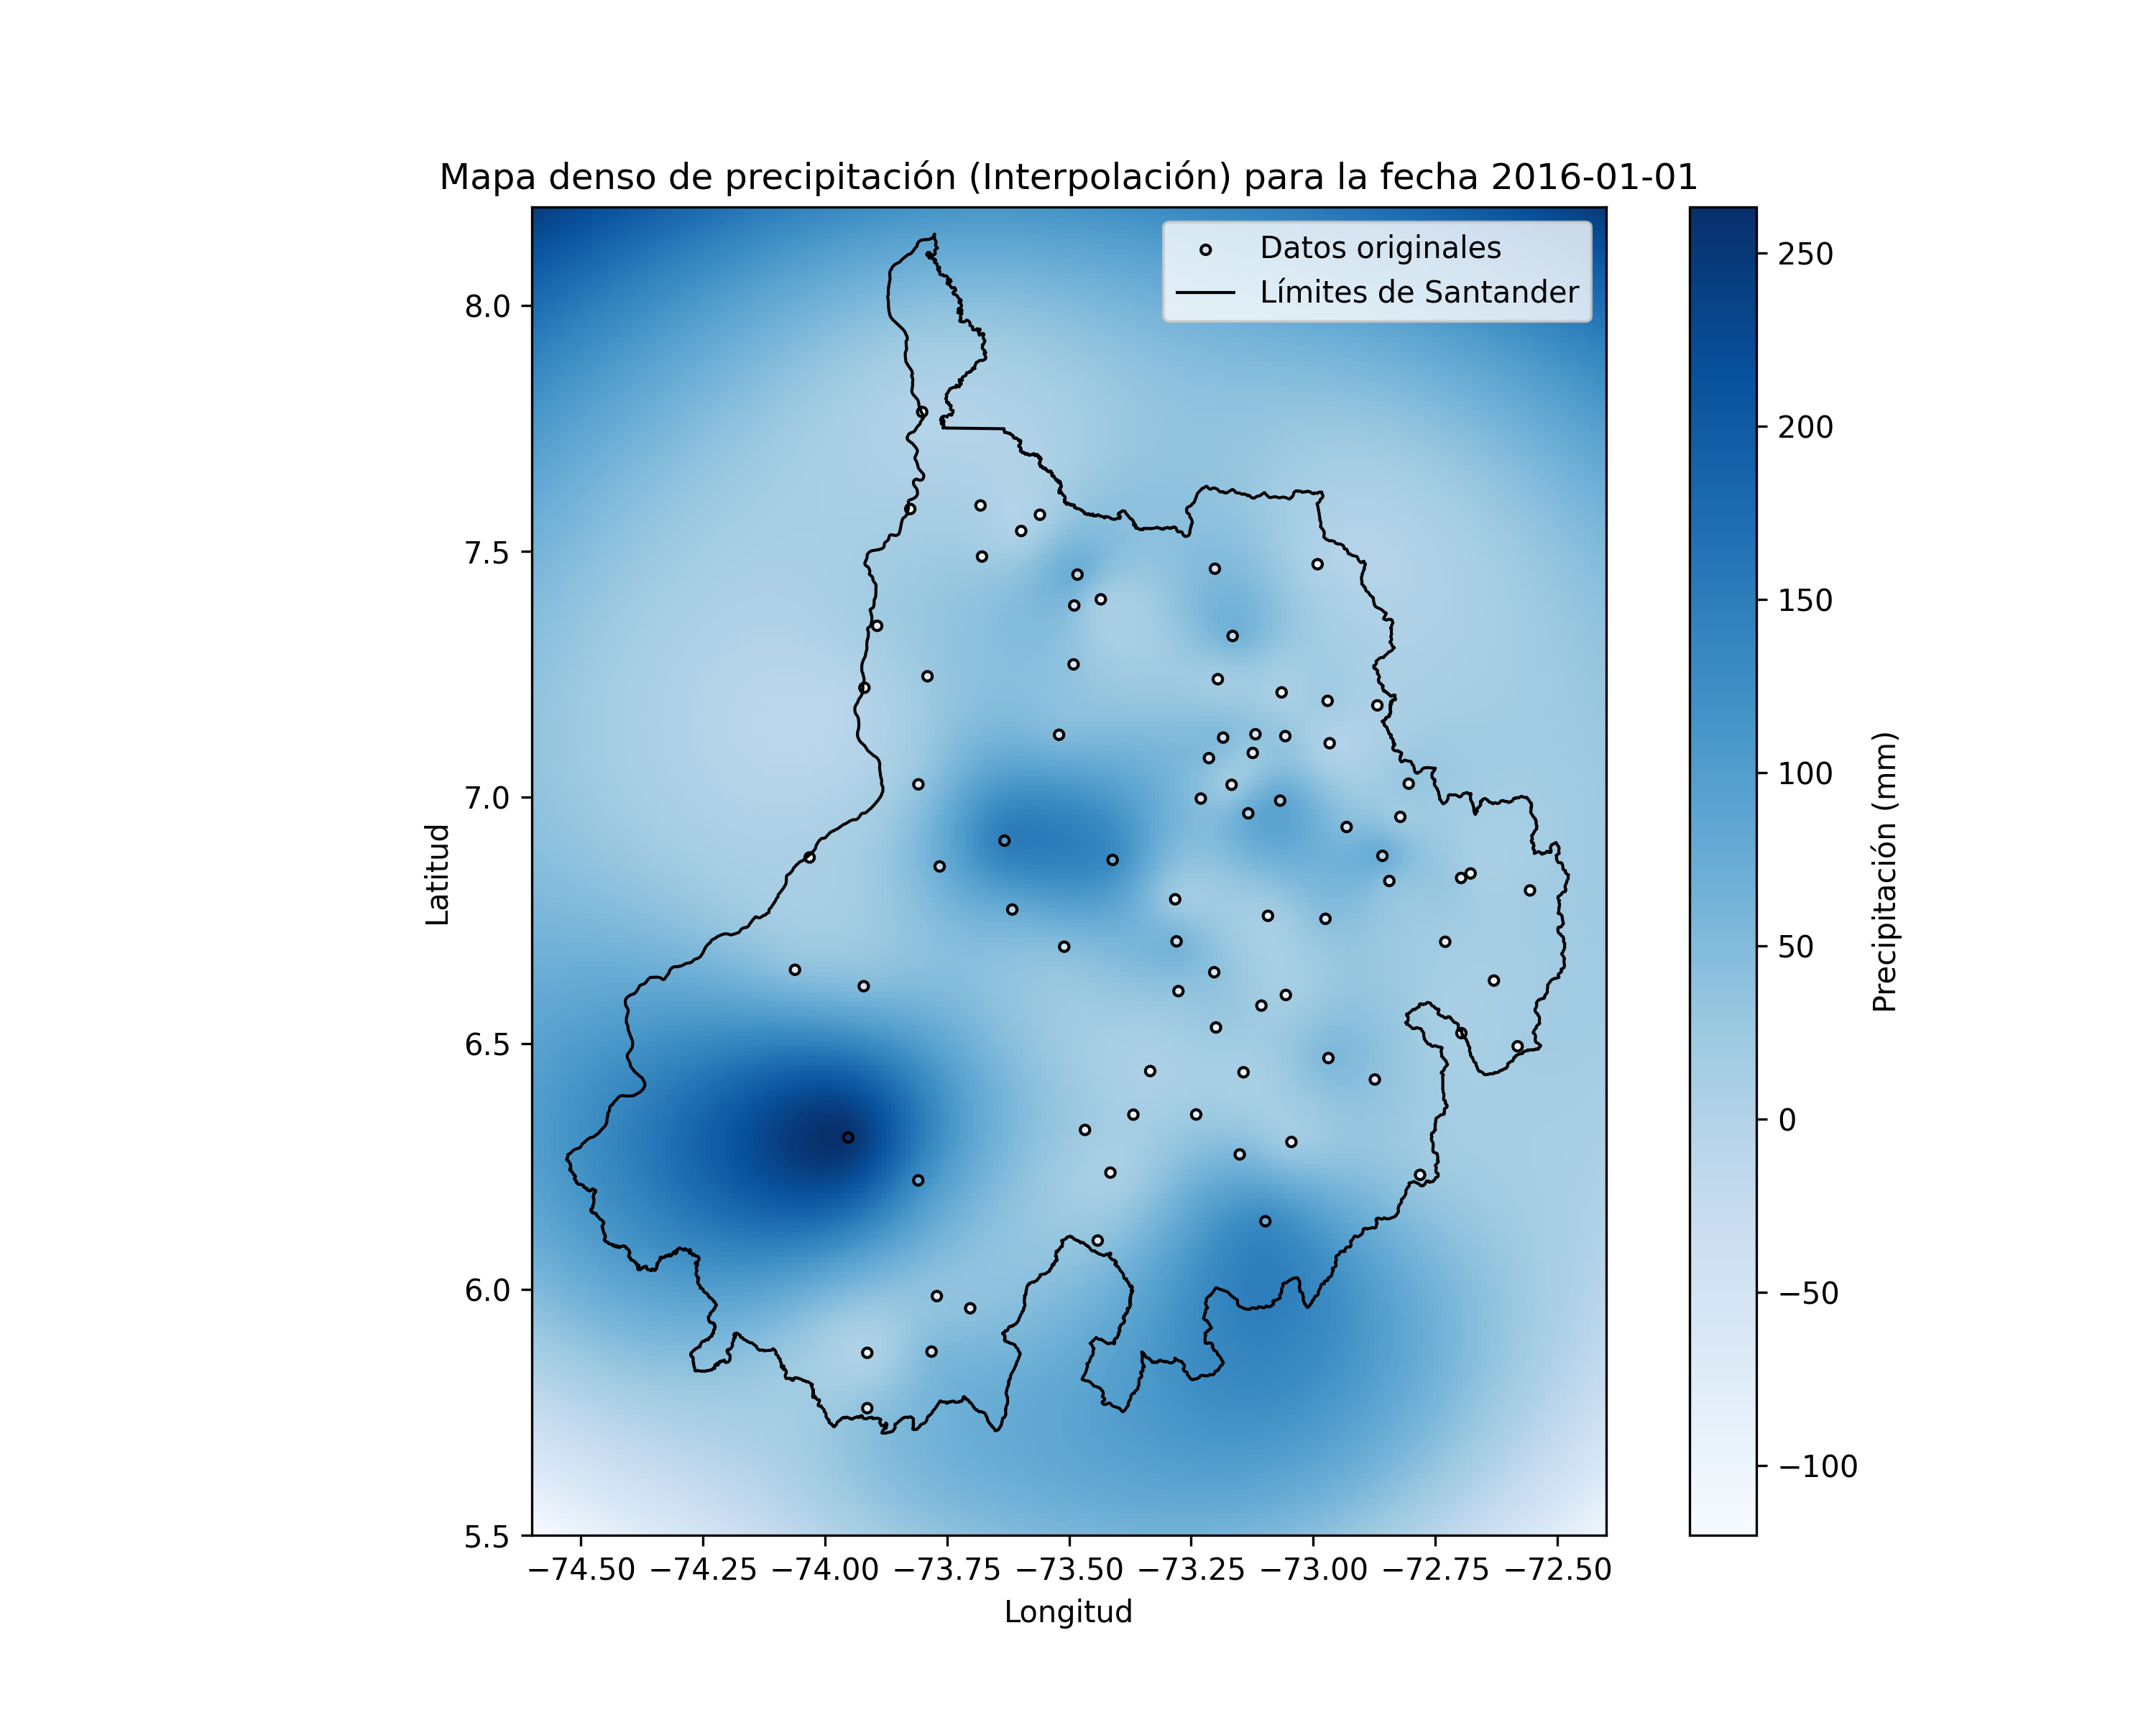 Mapa denso de precipitación (Interpolación) para la fecha 2016-01-01
Datos originales
Límites de Santander
8.0
7.5
7.0
6.5
6.0
5.5
Latitud
−74.50 −74.25 −74.00 −73.75 −73.50 −73.25 −73.00 −72.75 −72.50
Longitud
250
200
150
100
50
0
−50
−100
Precipitación (mm)